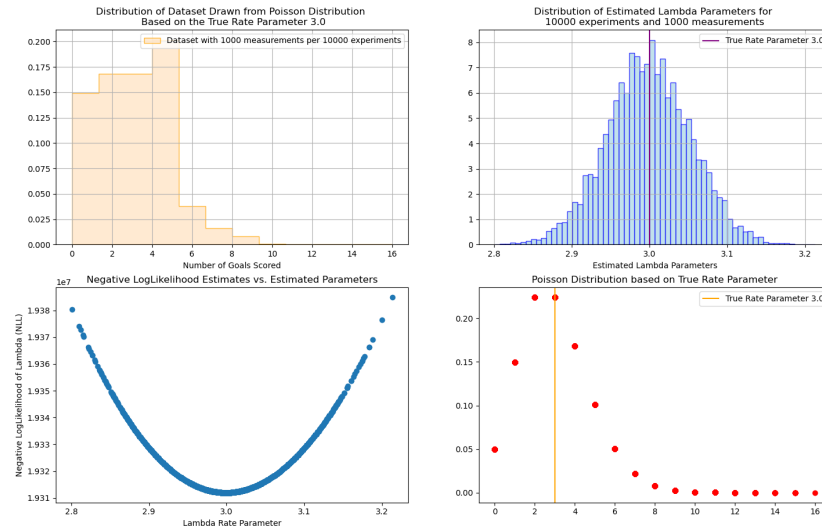 Distribution of Dataset Drawn from Poisson Distribution
Based on the True Rate Parameter 3.0
Dataset with 1000 measurements per 10000 experiments
0.200
0.175
0.150
0.125
0.100
0.075
0.050
0.025
0.000
0 2 4 6 8 10 12 14 16
Number of Goals Scored
Distribution of Estimated Lambda Parameters for
10000 experiments and 1000 measurements
True Rate Parameter 3.0
8
7
6
5
4
3
2
1
0
2.8 2.9 3.0 3.1 3.2
Estimated Lambda Parameters
Negative LogLikelihood Estimates vs. Estimated Parameters
1e7
Negative LogLikelihood of Lambda (NLL)
1.938
1.937
1.936
1.935
1.934
1.933
1.932
1.931
2.8 2.9 3.0 3.1 3.2
Lambda Rate Parameter
Poisson Distribution based on True Rate Parameter
True Rate Parameter 3.0
0.20
0.15
0.10
0.05
0.00
0 2 4 6 8 10 12 14 16